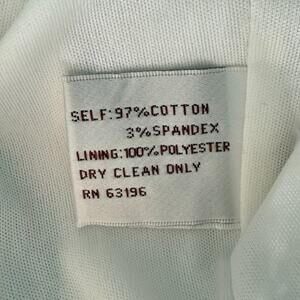 SELF:97%COTTON
3%SPANDEX
LINING:100%POLYESTER
DRY CLEAN ONLY
RN 63196